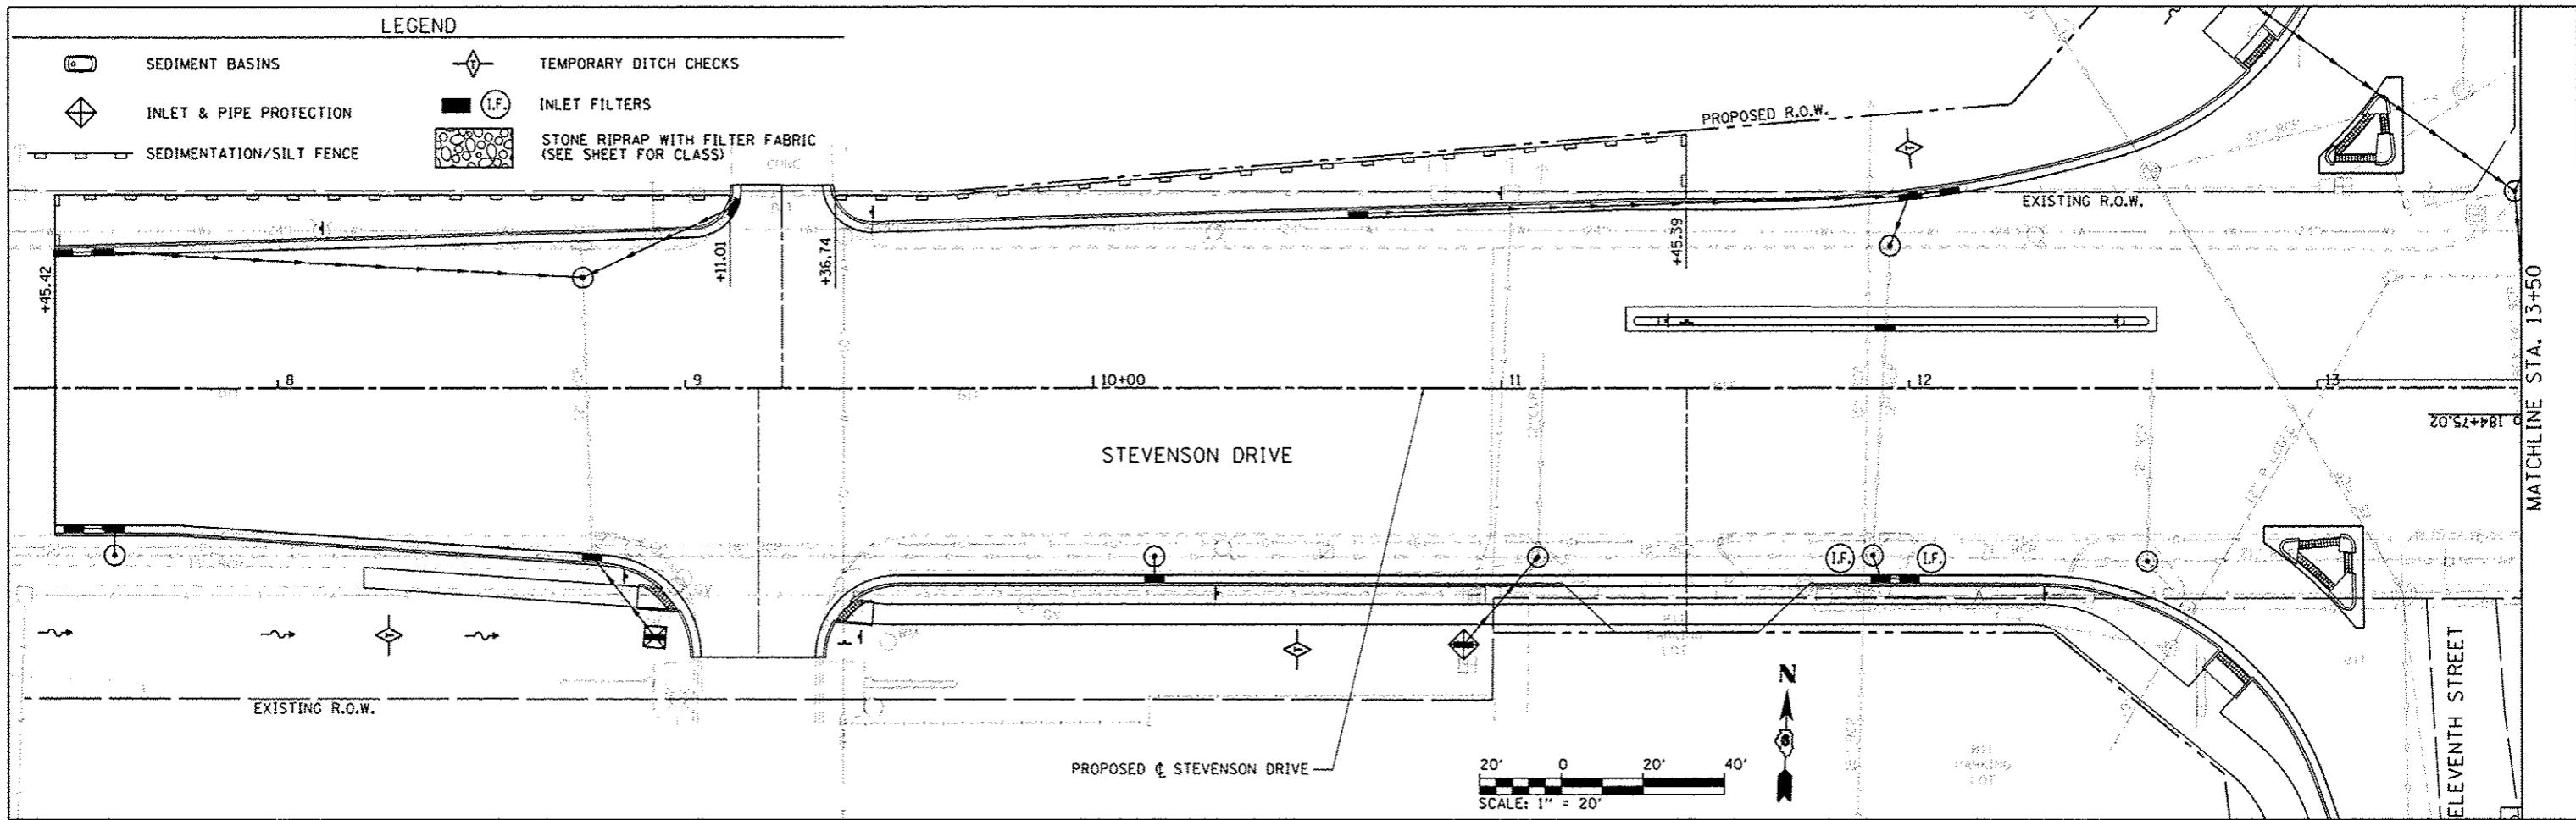 LEGEND
SEDIMENT BASINS
TEMPORARY DITCH CHECKS
INLET & PIPE PROTECTION
I.F.
INLET FILTERS
SEDIMENTATION/SILT FENCE
STONE RIPRAP WITH FILTER FABRIC
(SEE SHEET FOR CLASS)
PROPOSED R.O.W.
EXISTING R.O.W.
+45.42
+11.01
+36.74
+45.39
8
9
10+00
11
12
13
184+75.02
MATCHLINE STA. 13+50
STEVENSON DRIVE
I.F.
I.F.
EXISTING R.O.W.
PROPOSED ℄ STEVENSON DRIVE
N
20' 0 20' 40'
SCALE: 1" = 20'
BIT
PARKING
LOT
ELEVENTH STREET